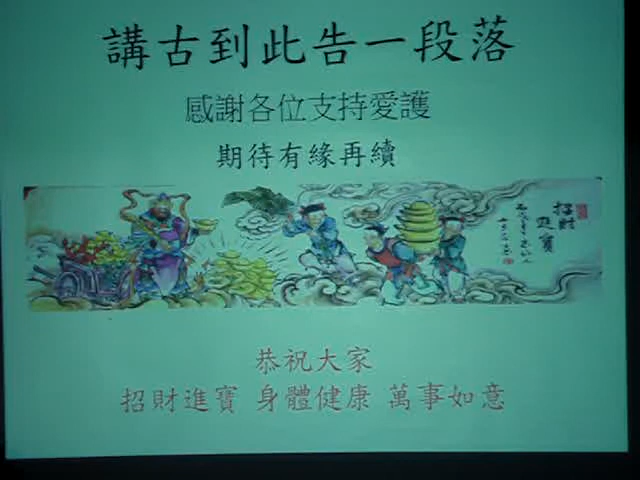 講古到此告一段落
感謝各位支持愛護
期待有緣再續
招財
進寶
恭祝大家
招財進寶 身體健康 萬事如意